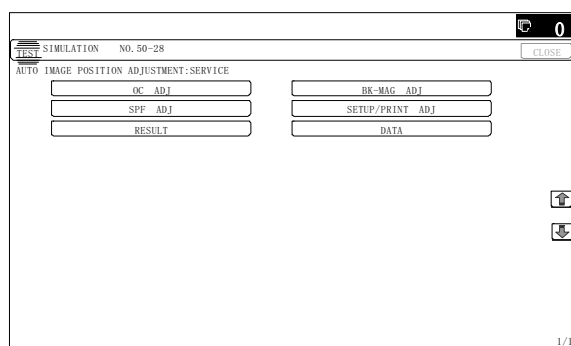 0
TEST SIMULATION NO.50-28
CLOSE
AUTO IMAGE POSITION ADJUSTMENT:SERVICE
OC ADJ BK-MAG ADJ
SPF ADJ SETUP/PRINT ADJ
RESULT DATA
1/1